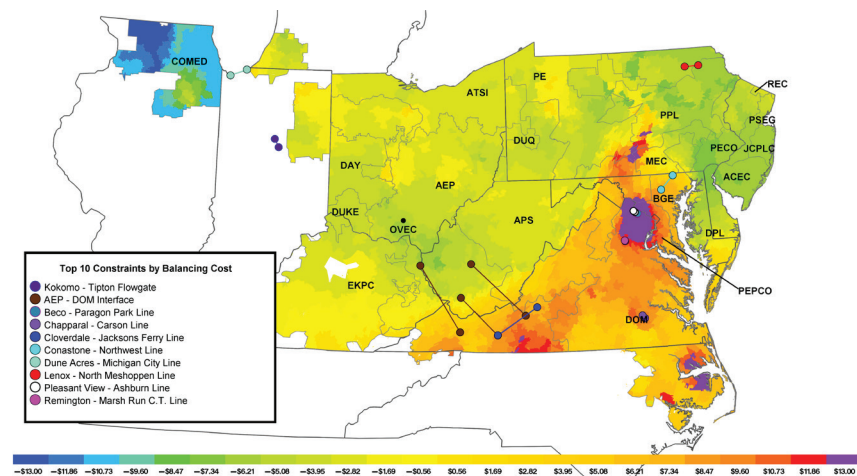 COMED
ATSI
PE
REC
PPL
PSEG
DUQ
PECO
JCPLC
MEC
DAY
ACEC
AEP
BGE
DUKE
APS
OVEC
DPL
PEPCO
EKPC
DOM
Top 10 Constraints by Balancing Cost
Kokomo - Tipton Flowgate
AEP - DOM Interface
Beco - Paragon Park Line
Chapparal - Carson Line
Cloverdale - Jacksons Ferry Line
Conastone - Northwest Line
Dune Acres - Michigan City Line
Lenox - North Meshoppen Line
Pleasant View - Ashburn Line
Remington - Marsh Run C.T. Line
—$13.00 —$11.86 —$10.73 —$9.60 —$8.47 —$7.34 —$6.21 —$5.08 —$3.95 —$2.82 —$1.69 —$0.56 $0.56 $1.69 $2.82 $3.95 $5.08 $6.21 $7.34 $8.47 $9.60 $10.73 $11.86 $13.00